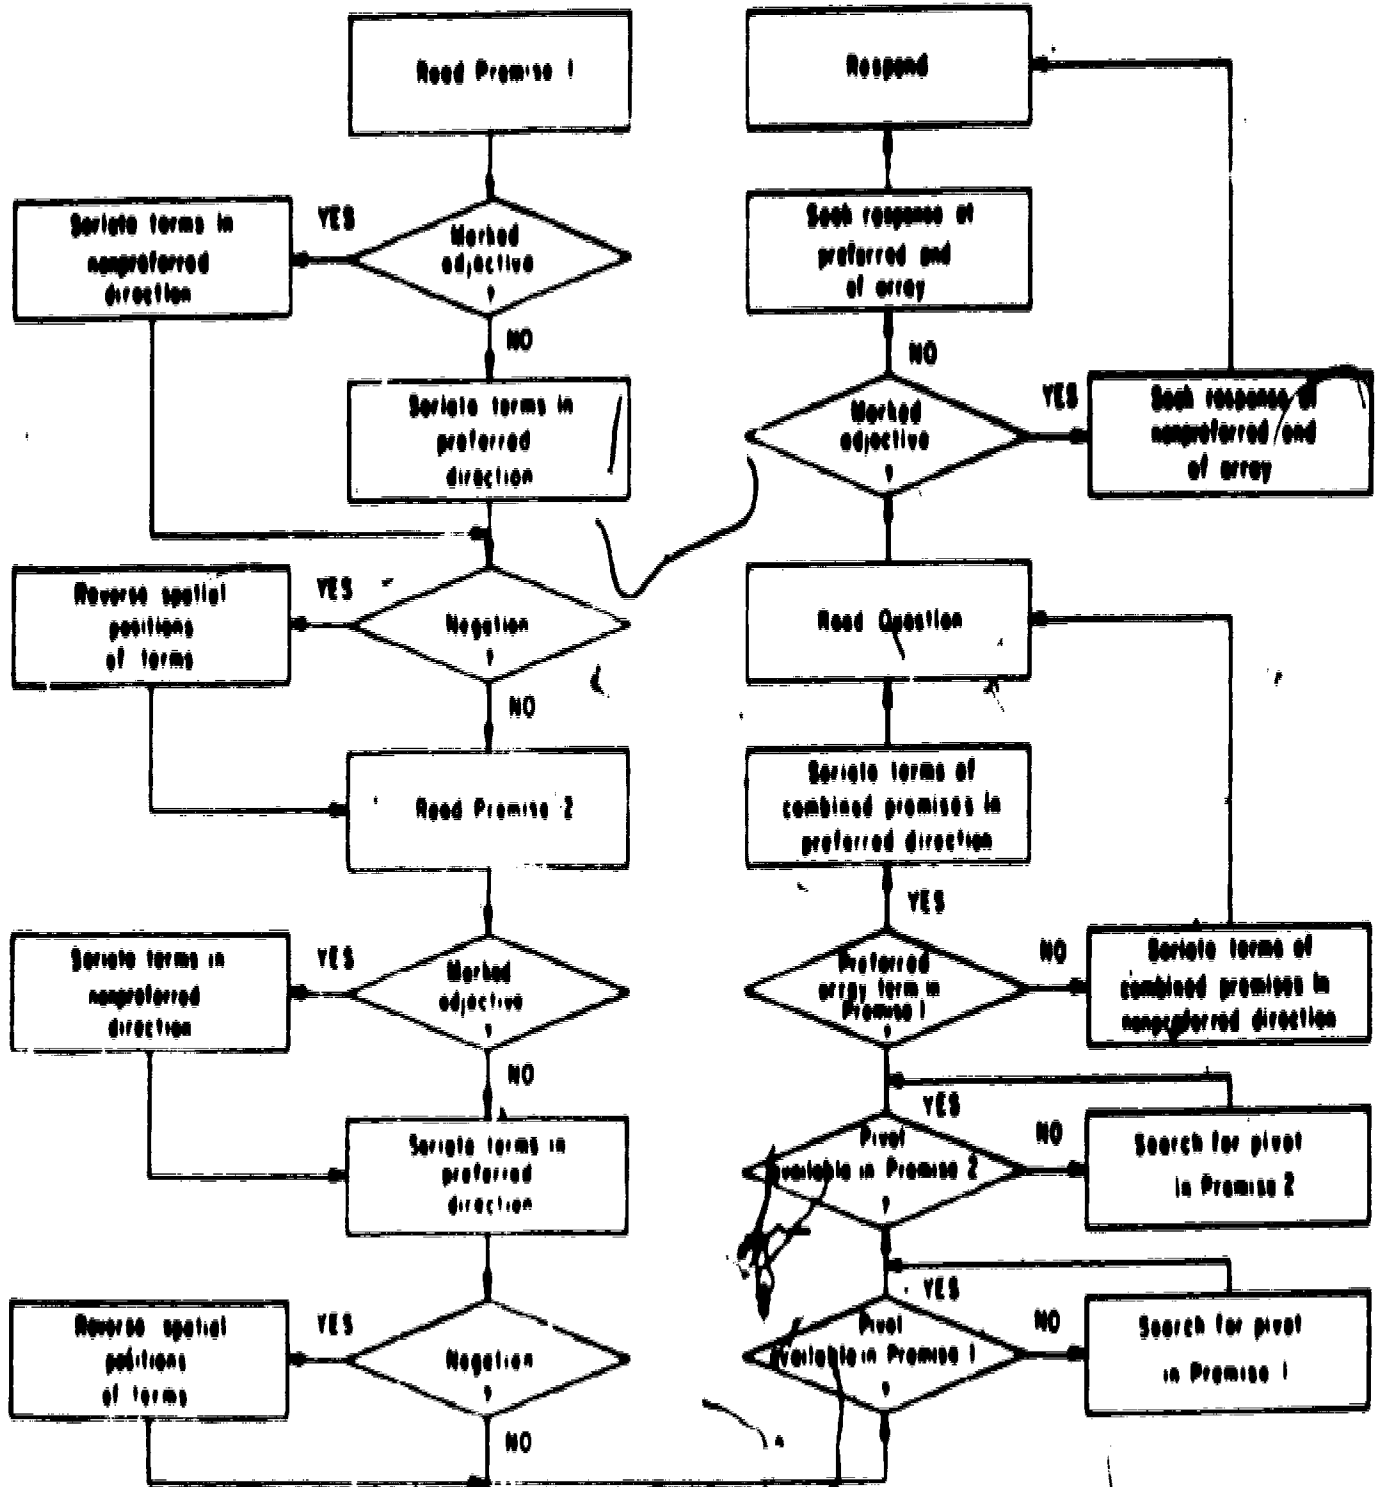 Read Premise 1
YES
Marked
adjective
?
Seriate terms in
nonpreferred
direction
NO
Seriate terms in
preferred
direction
Negation
?
YES
Reverse spatial
positions
of terms
NO
Read Premise 2
Marked
adjective
?
YES
Seriate terms in
nonpreferred
direction
NO
Seriate terms in
preferred
direction
Negation
?
YES
Reverse spatial
positions
of terms
NO
Pivot
available in Premise 1
?
NO
Search for pivot
in Premise 1
YES
Pivot
available in Premise 2
?
NO
Search for pivot
in Premise 2
YES
Preferred
array term in
Premise 1
?
NO
Seriate terms of
combined premises in
nonpreferred direction
YES
Seriate terms of
combined premises in
preferred direction
Read Question
Marked
adjective
?
YES
Seek response at
nonpreferred end
of array
NO
Seek response at
preferred end
of array
Respond